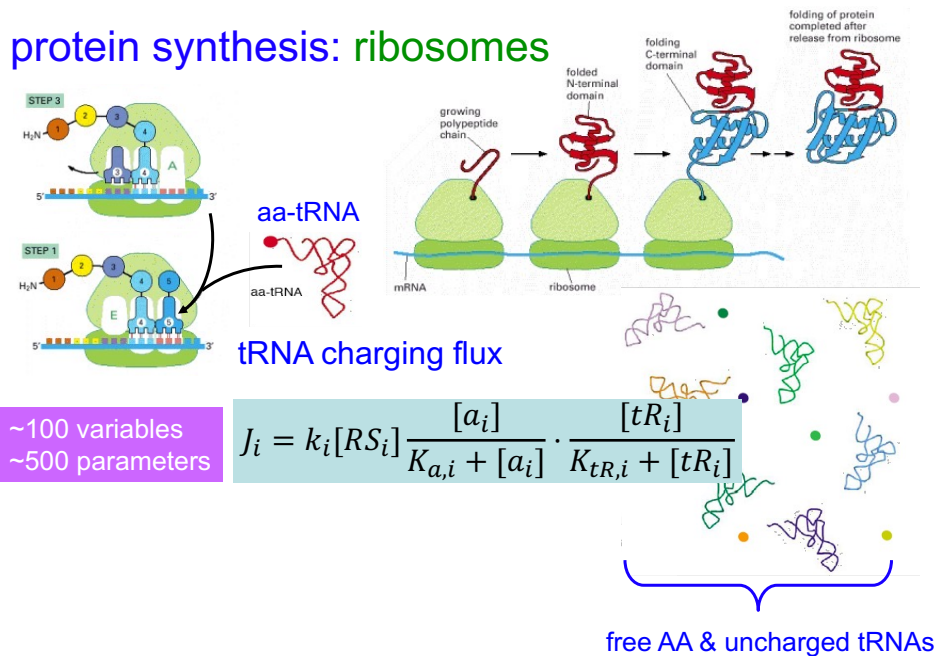 protein synthesis: ribosomes
STEP 3
H₂N
1
2
3
4
3
4
A
5'
3'
STEP 1
H₂N
1
2
3
4
5
E
4
5
5'
3'
aa-tRNA
aa-tRNA
growing
polypeptide
chain
folded
N-terminal
domain
folding
C-terminal
domain
folding of protein
completed after
release from ribosome
mRNA
ribosome
tRNA charging flux
~100 variables
~500 parameters
J_i = k_i[RS_i] [a_i] / (K_{a,i} + [a_i]) · [tR_i] / (K_{tR,i} + [tR_i])
free AA & uncharged tRNAs